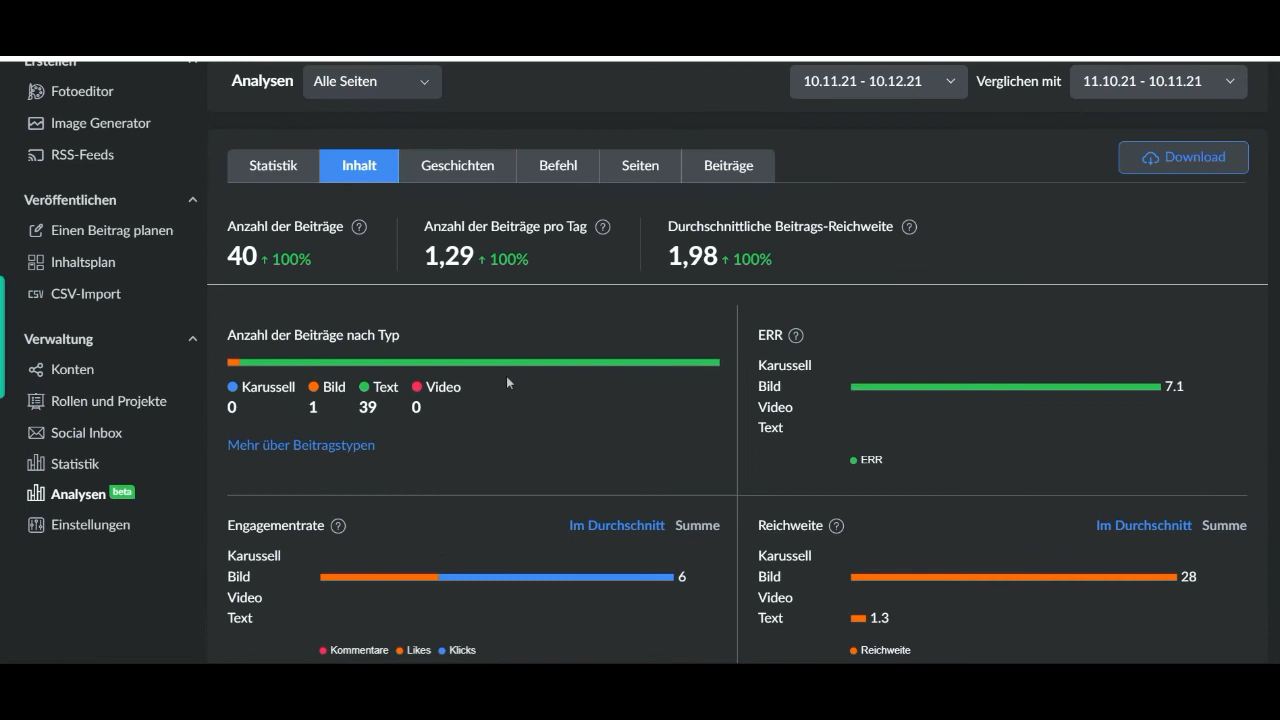 Erstellen
Fotoeditor
Image Generator
RSS-Feeds
Veröffentlichen
Einen Beitrag planen
Inhaltsplan
CSV CSV-Import
Verwaltung
Konten
Rollen und Projekte
Social Inbox
Statistik
Analysen beta
Einstellungen
Analysen Alle Seiten 10.11.21 - 10.12.21 Verglichen mit 11.10.21 - 10.11.21
Statistik Inhalt Geschichten Befehl Seiten Beiträge Download
Anzahl der Beiträge ? Anzahl der Beiträge pro Tag ? Durchschnittliche Beitrags-Reichweite ?
40 ↑ 100% 1,29 ↑ 100% 1,98 ↑ 100%
Anzahl der Beiträge nach Typ
Karussell Bild Text Video
0 1 39 0
Mehr über Beitragstypen
ERR ?
Karussell
Bild 7.1
Video
Text
ERR
Engagementrate ? Im Durchschnitt Summe
Karussell
Bild 6
Video
Text
Kommentare Likes Klicks
Reichweite ? Im Durchschnitt Summe
Karussell
Bild 28
Video
Text 1.3
Reichweite